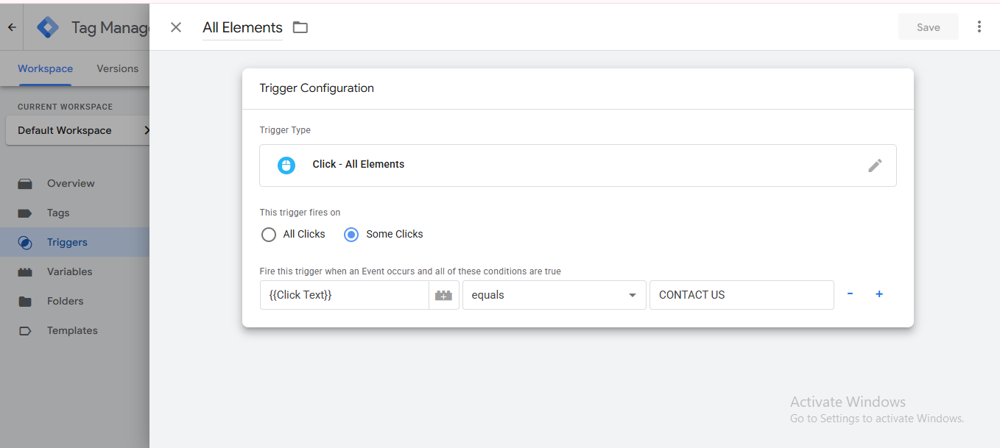 Tag Manag
All Elements
Save
Workspace
Versions
CURRENT WORKSPACE
Default Workspace
Overview
Tags
Triggers
Variables
Folders
Templates
Trigger Configuration
Trigger Type
Click - All Elements
This trigger fires on
All Clicks
Some Clicks
Fire this trigger when an Event occurs and all of these conditions are true
{{Click Text}}
equals
CONTACT US
-
+
Activate Windows
Go to Settings to activate Windows.